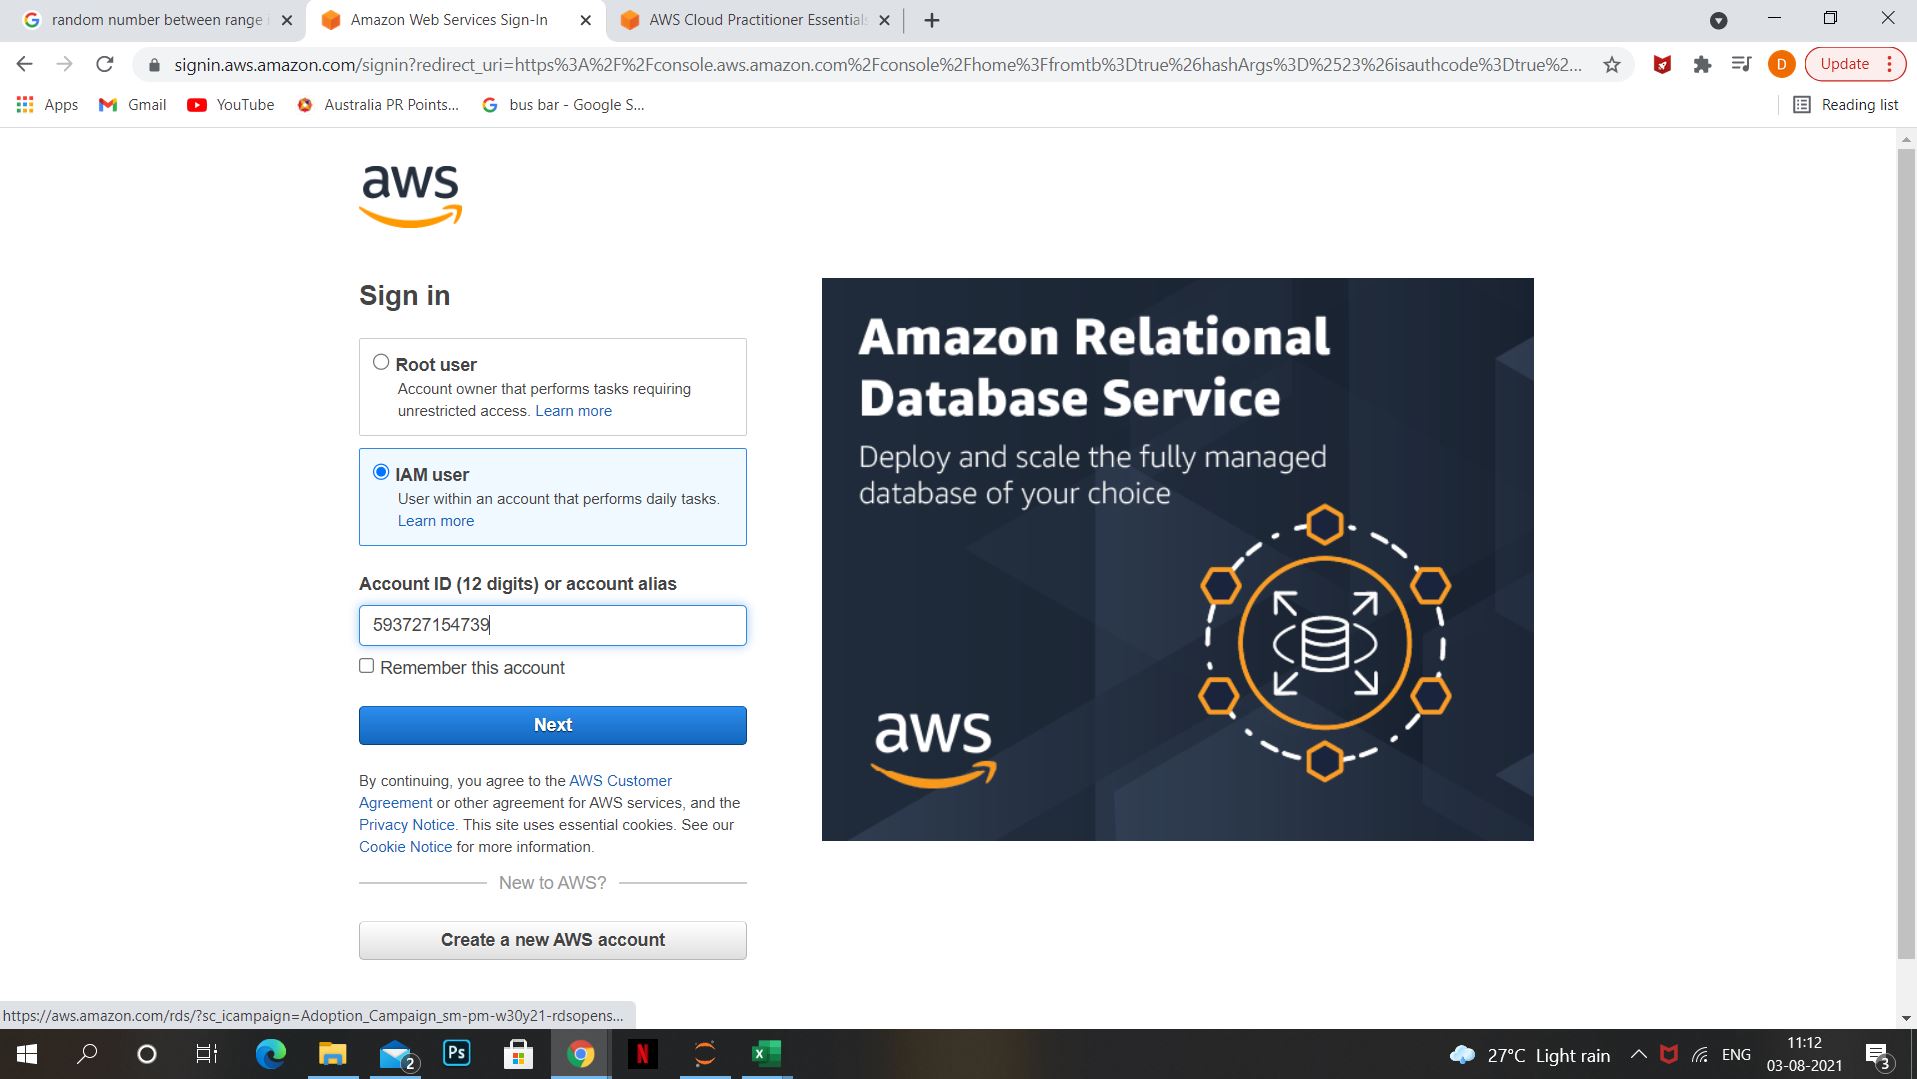 random number between range i
Amazon Web Services Sign-In
AWS Cloud Practitioner Essentials
signin.aws.amazon.com/signin?redirect_uri=https%3A%2F%2Fconsole.aws.amazon.com%2Fconsole%2Fhome%3Ffromtb%3Dtrue%26hashArgs%3D%2523%26isauthcode%3Dtrue%2...
D
Update
Apps
Gmail
YouTube
Australia PR Points...
bus bar - Google S...
Reading list
aws
Sign in
Root user
Account owner that performs tasks requiring
unrestricted access. Learn more
IAM user
User within an account that performs daily tasks.
Learn more
Account ID (12 digits) or account alias
593727154739
Remember this account
Next
By continuing, you agree to the AWS Customer
Agreement or other agreement for AWS services, and the
Privacy Notice. This site uses essential cookies. See our
Cookie Notice for more information.
New to AWS?
Create a new AWS account
Amazon Relational
Database Service
Deploy and scale the fully managed
database of your choice
aws
https://aws.amazon.com/rds/?sc_icampaign=Adoption_Campaign_sm-pm-w30y21-rdsopens...
2
Ps
N
27°C Light rain
ENG
11:12
03-08-2021
3